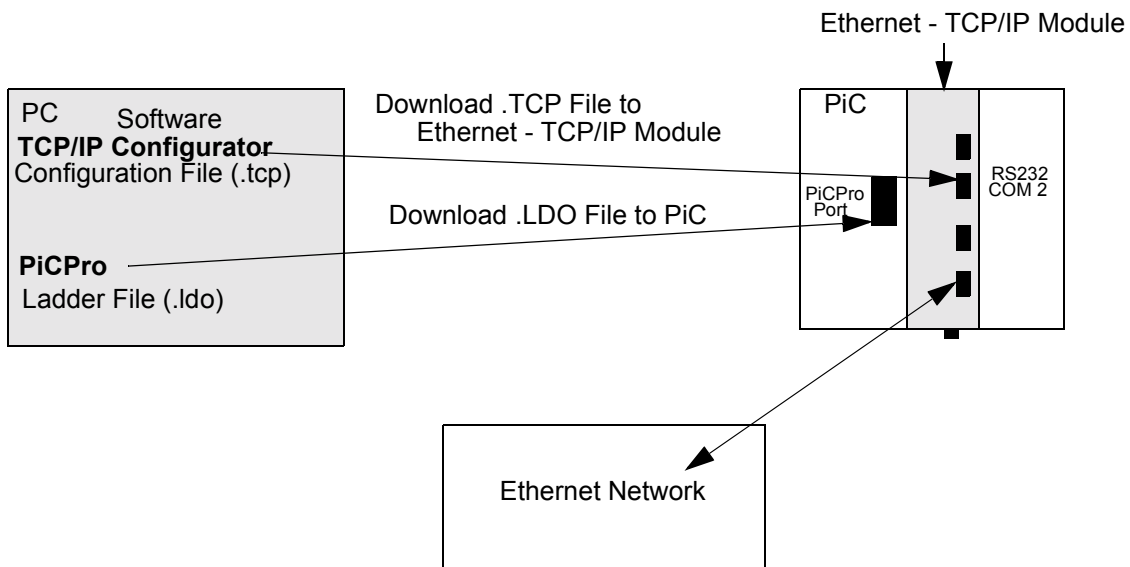 Ethernet - TCP/IP Module
PC
Software
TCP/IP Configurator
Configuration File (.tcp)
PiCPro
Ladder File (.ldo)
Download .TCP File to
Ethernet - TCP/IP Module
Download .LDO File to PiC
PiC
PiCPro
Port
RS232
COM 2
Ethernet Network